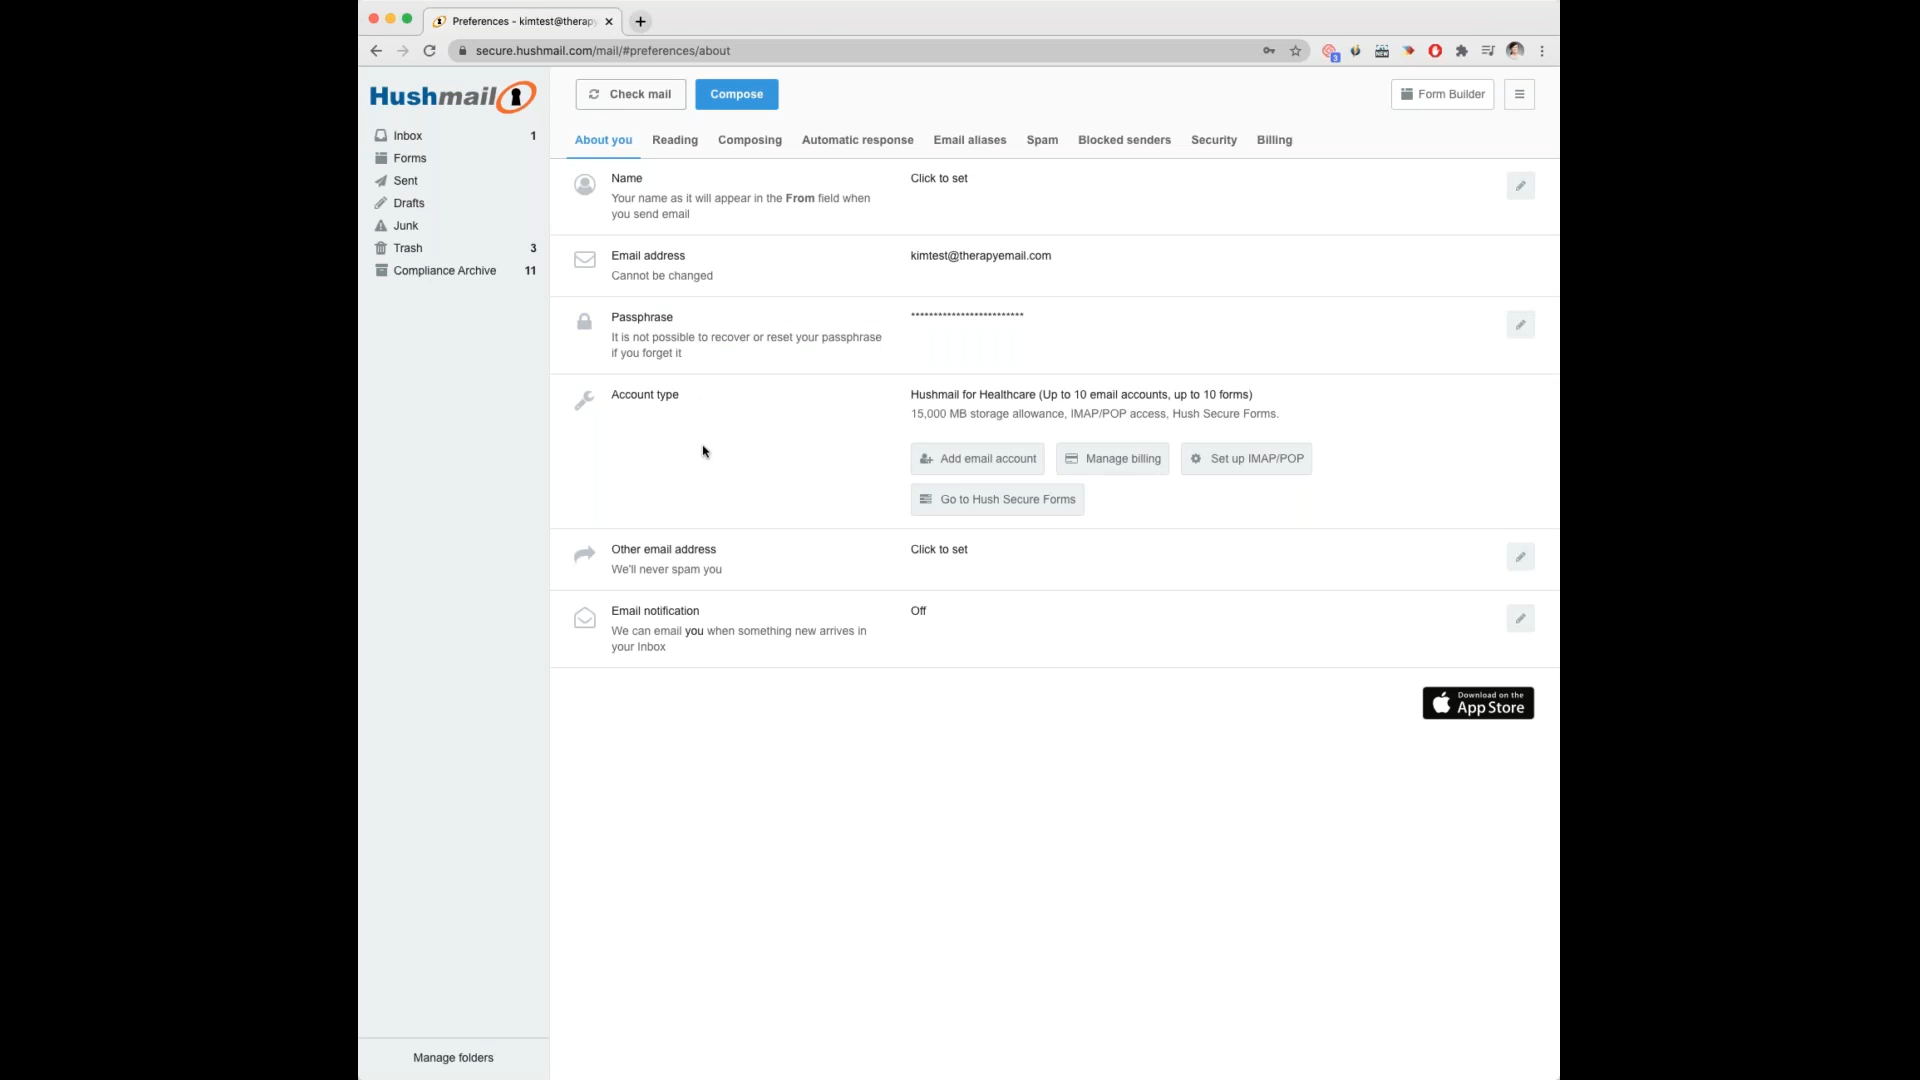 Preferences - kimtest@therapy
secure.hushmail.com/mail/#preferences/about
3
Hushmail
Check mail
Compose
Form Builder
Inbox 1
Forms
Sent
Drafts
Junk
Trash 3
Compliance Archive 11
Manage folders
About you Reading Composing Automatic response Email aliases Spam Blocked senders Security Billing
Name
Your name as it will appear in the From field when
you send email
Click to set
Email address
Cannot be changed
kimtest@therapyemail.com
Passphrase
It is not possible to recover or reset your passphrase
if you forget it
*************************
Account type
Hushmail for Healthcare (Up to 10 email accounts, up to 10 forms)
15,000 MB storage allowance, IMAP/POP access, Hush Secure Forms.
Add email account
Manage billing
Set up IMAP/POP
Go to Hush Secure Forms
Other email address
We'll never spam you
Click to set
Email notification
We can email you when something new arrives in
your Inbox
Off
Download on the
App Store